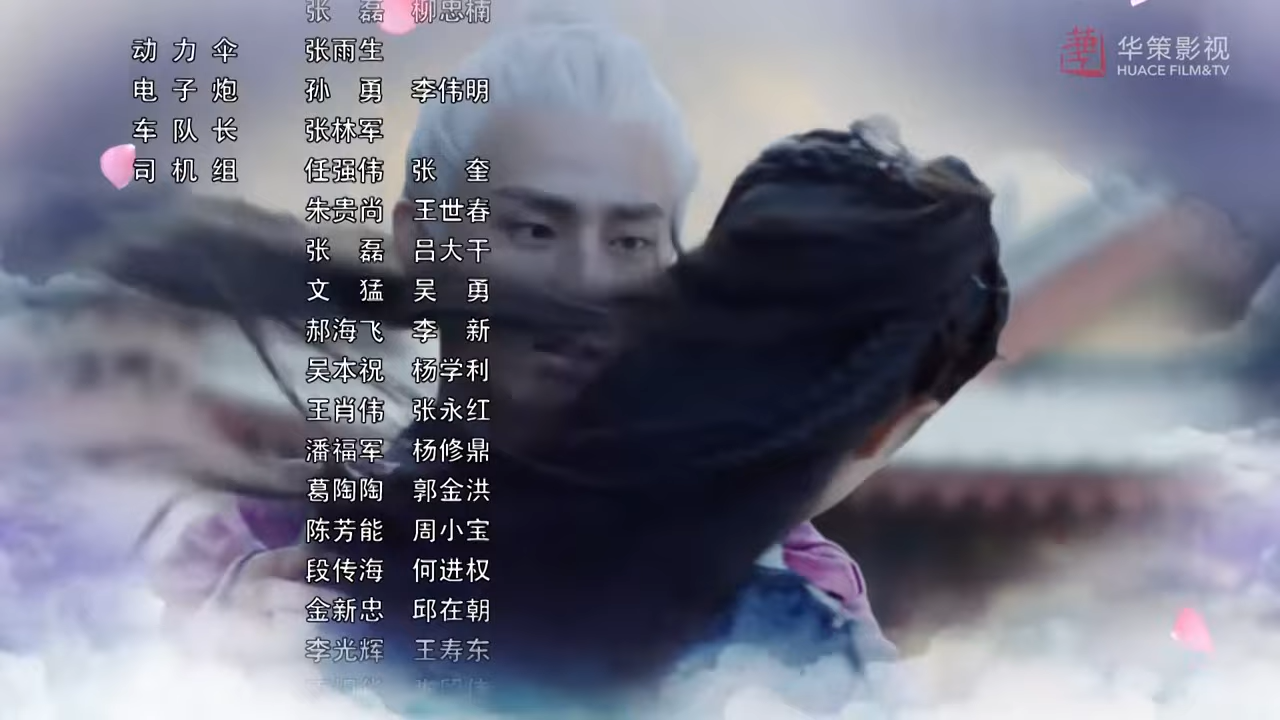 张 磊 柳忠楠
动力伞 张雨生
电子炮 孙 勇 李伟明
车队长 张林军
司机组 任强伟 张 奎
朱贵尚 王世春
张 磊 吕大干
文 猛 吴 勇
郝海飞 李 新
吴本祝 杨学利
王肖伟 张永红
潘福军 杨修鼎
葛陶陶 郭金洪
陈芳能 周小宝
段传海 何进权
金新忠 邱在朝
李光辉 王寿东
华策影视
HUACE FILM&TV